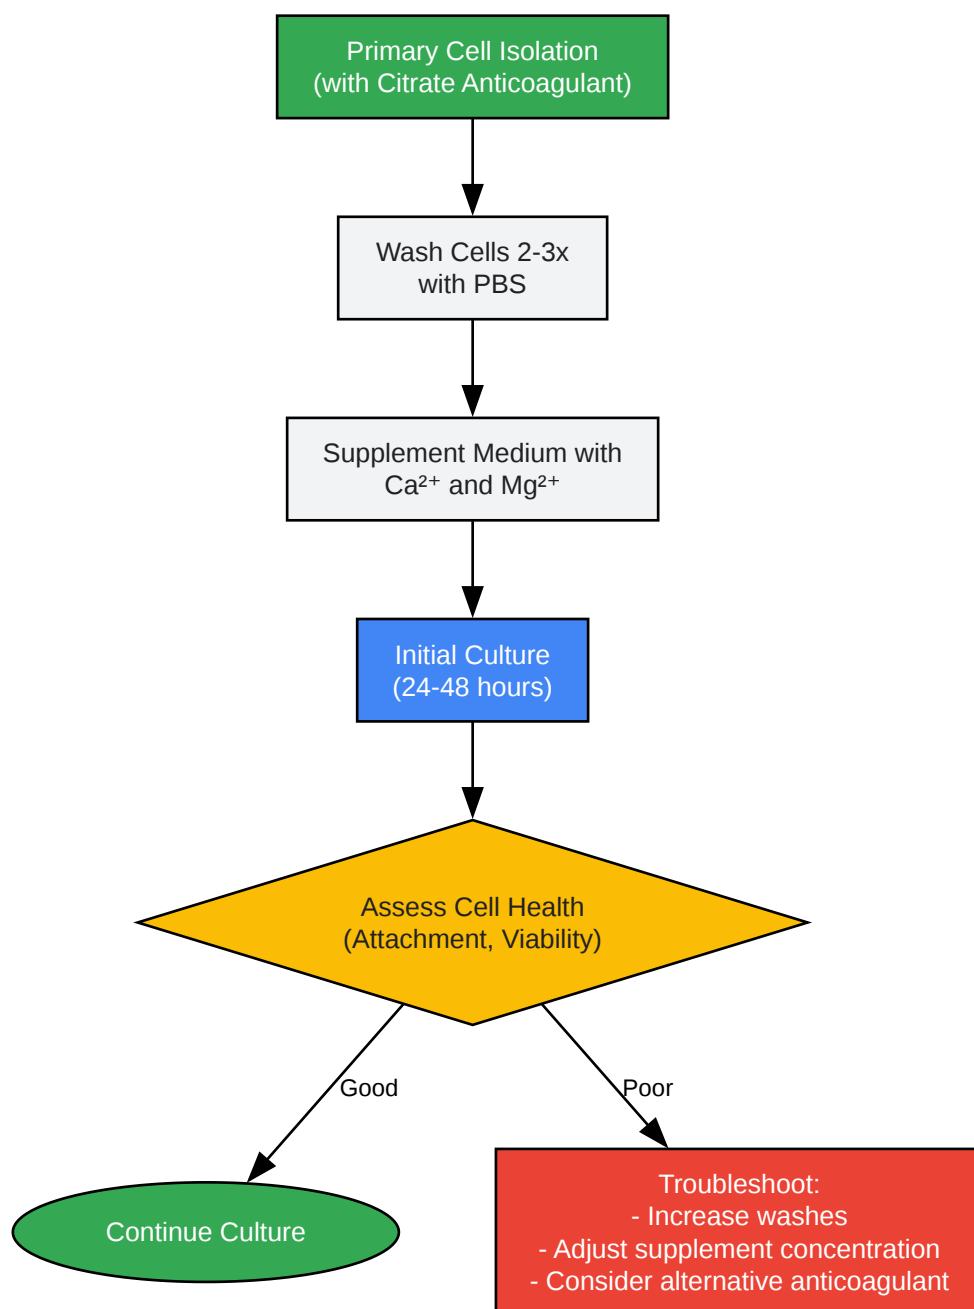 Primary Cell Isolation
(with Citrate Anticoagulant)
Wash Cells 2-3x
with PBS
Supplement Medium with
Ca²⁺ and Mg²⁺
Initial Culture
(24-48 hours)
Assess Cell Health
(Attachment, Viability)
Good
Poor
Continue Culture
Troubleshoot:
- Increase washes
- Adjust supplement concentration
- Consider alternative anticoagulant